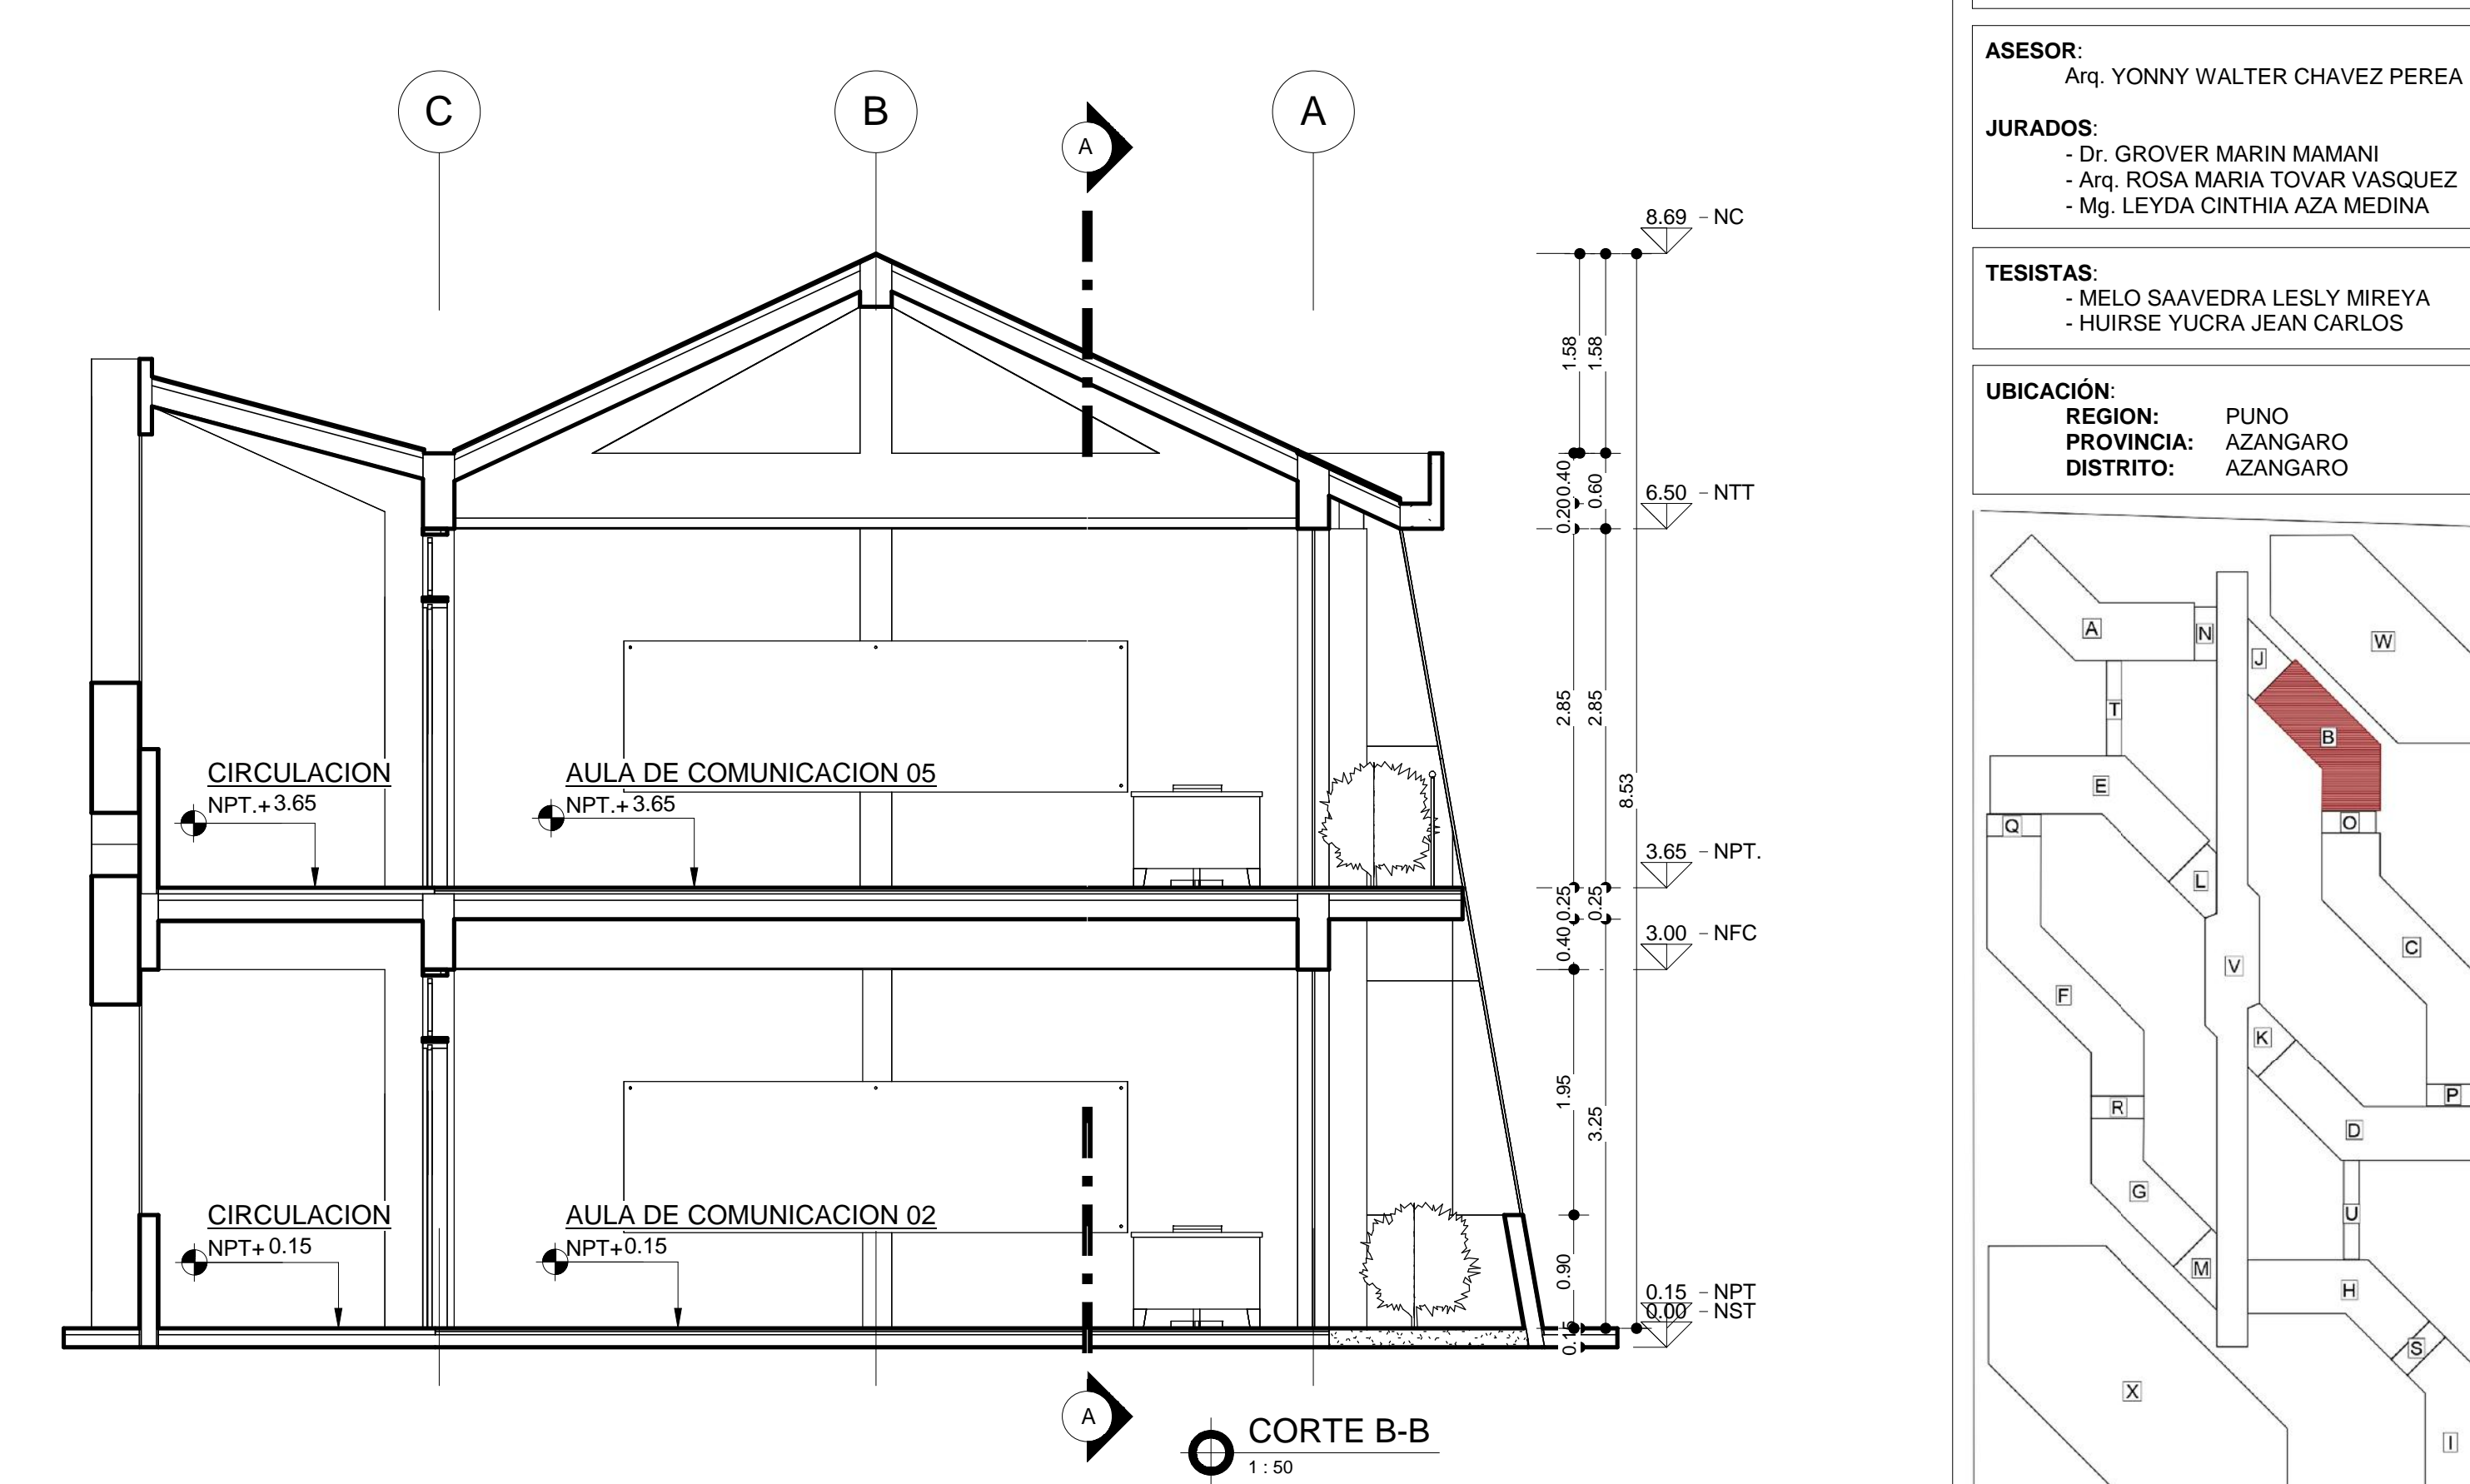 C
B
A
A
8.69 – NC
1.58
1.58
0.40
0.20
0.60
6.50 – NTT
2.85
2.85
8.53
CIRCULACION
NPT.+3.65
AULA DE COMUNICACION 05
NPT.+3.65
3.65 – NPT.
0.25
0.25
0.40
3.00 – NFC
1.95
3.25
CIRCULACION
NPT+0.15
AULA DE COMUNICACION 02
NPT+0.15
0.90
0.15 – NPT
0.00 – NST
0.15
A
CORTE B-B
1 : 50
ASESOR:
Arq. YONNY WALTER CHAVEZ PEREA
JURADOS:
- Dr. GROVER MARIN MAMANI
- Arq. ROSA MARIA TOVAR VASQUEZ
- Mg. LEYDA CINTHIA AZA MEDINA
TESISTAS:
- MELO SAAVEDRA LESLY MIREYA
- HUIRSE YUCRA JEAN CARLOS
UBICACIÓN:
REGION: PUNO
PROVINCIA: AZANGARO
DISTRITO: AZANGARO
A
N
J
W
T
B
E
Q
O
L
C
V
F
K
R
P
D
G
U
M
H
S
X
I